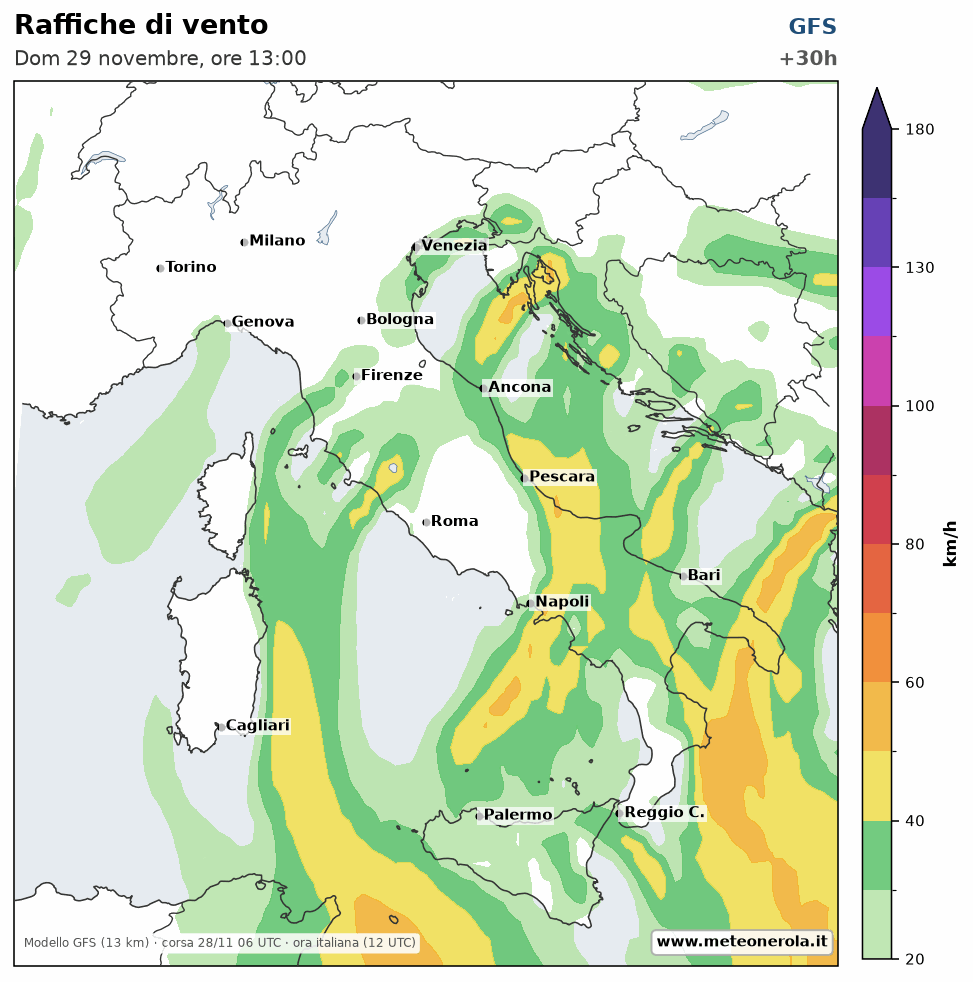 Raffiche di vento
GFS
Dom 29 novembre, ore 13:00
+30h
180
Venezia
Milano
Torino
130
Genova
Bologna
Firenze
Ancona
100
Pescara
Roma
80
km/h
Bari
Napoli
60
Cagliari
Palermo
Reggio C.
40
Modello GFS (13 km) · corsa 28/11 06 UTC · ora italiana (12 UTC)
www.meteonerola.it
20